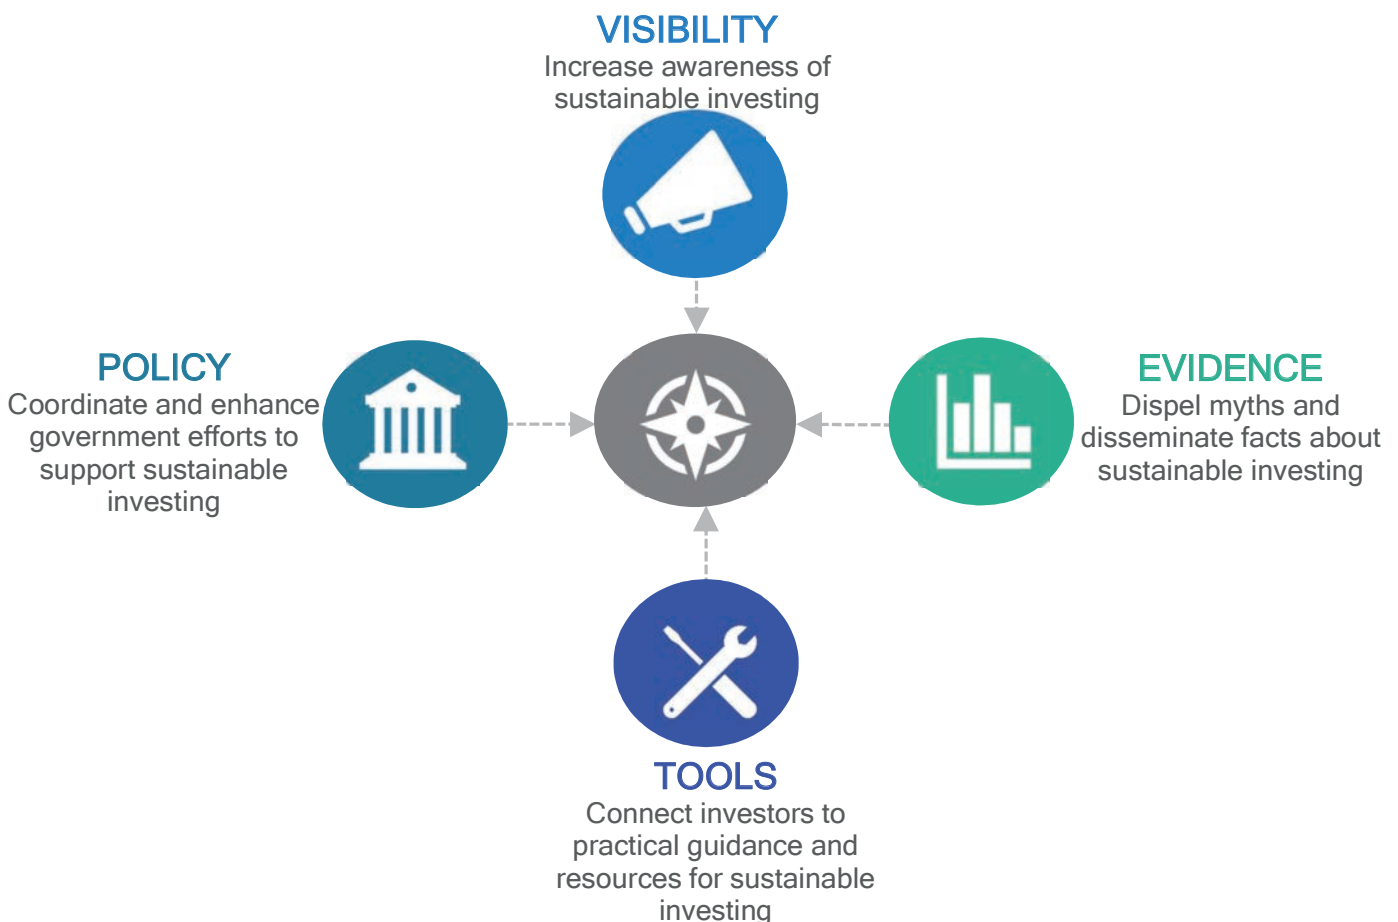 VISIBILITY
Increase awareness of
sustainable investing
POLICY
Coordinate and enhance
government efforts to
support sustainable
investing
EVIDENCE
Dispel myths and
disseminate facts about
sustainable investing
TOOLS
Connect investors to
practical guidance and
resources for sustainable
investing